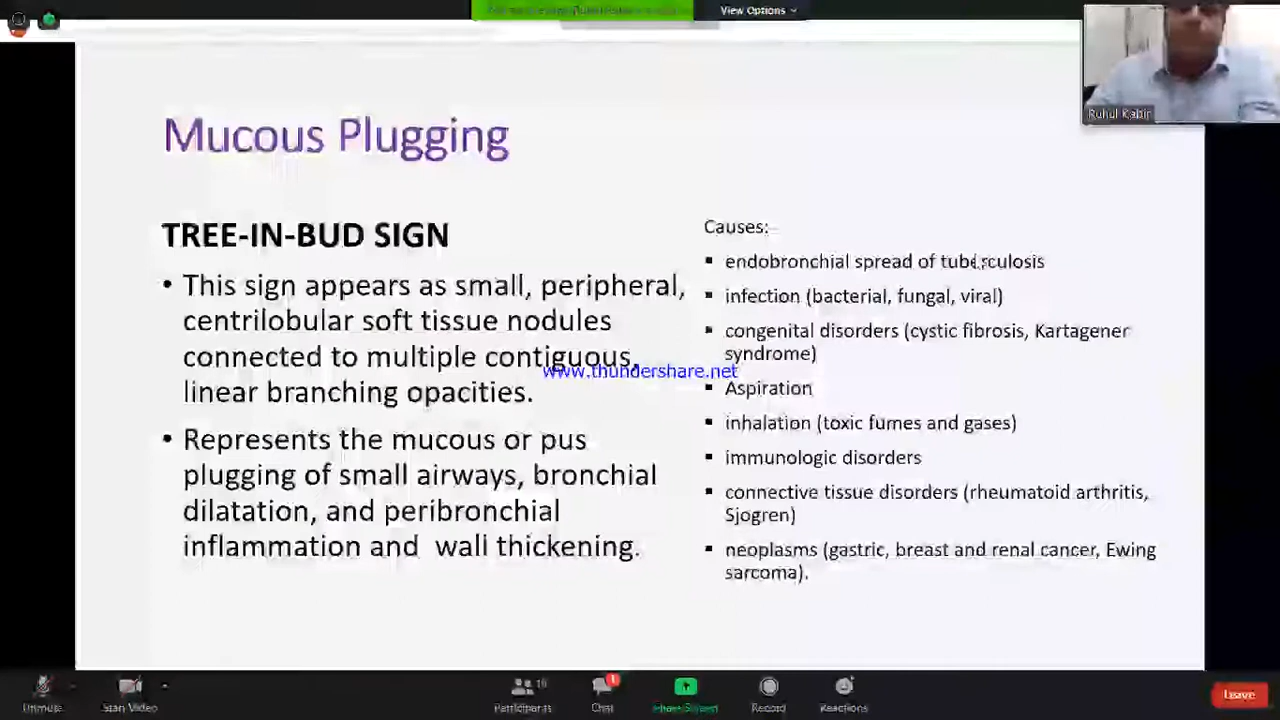 View Options
Ruhul Kabir
Mucous Plugging
TREE-IN-BUD SIGN
• This sign appears as small, peripheral,
centrilobular soft tissue nodules
connected to multiple contiguous,
linear branching opacities.
• Represents the mucous or pus
plugging of small airways, bronchial
dilatation, and peribronchial
inflammation and wall thickening.
www.thundershare.net
Causes:
▪ endobronchial spread of tuberculosis
▪ infection (bacterial, fungal, viral)
▪ congenital disorders (cystic fibrosis, Kartagener
syndrome)
▪ Aspiration
▪ inhalation (toxic fumes and gases)
▪ immunologic disorders
▪ connective tissue disorders (rheumatoid arthritis,
Sjogren)
▪ neoplasms (gastric, breast and renal cancer, Ewing
sarcoma).
Unmute
Start Video
Participants
Chat
1
Share Screen
Record
Reactions
Leave